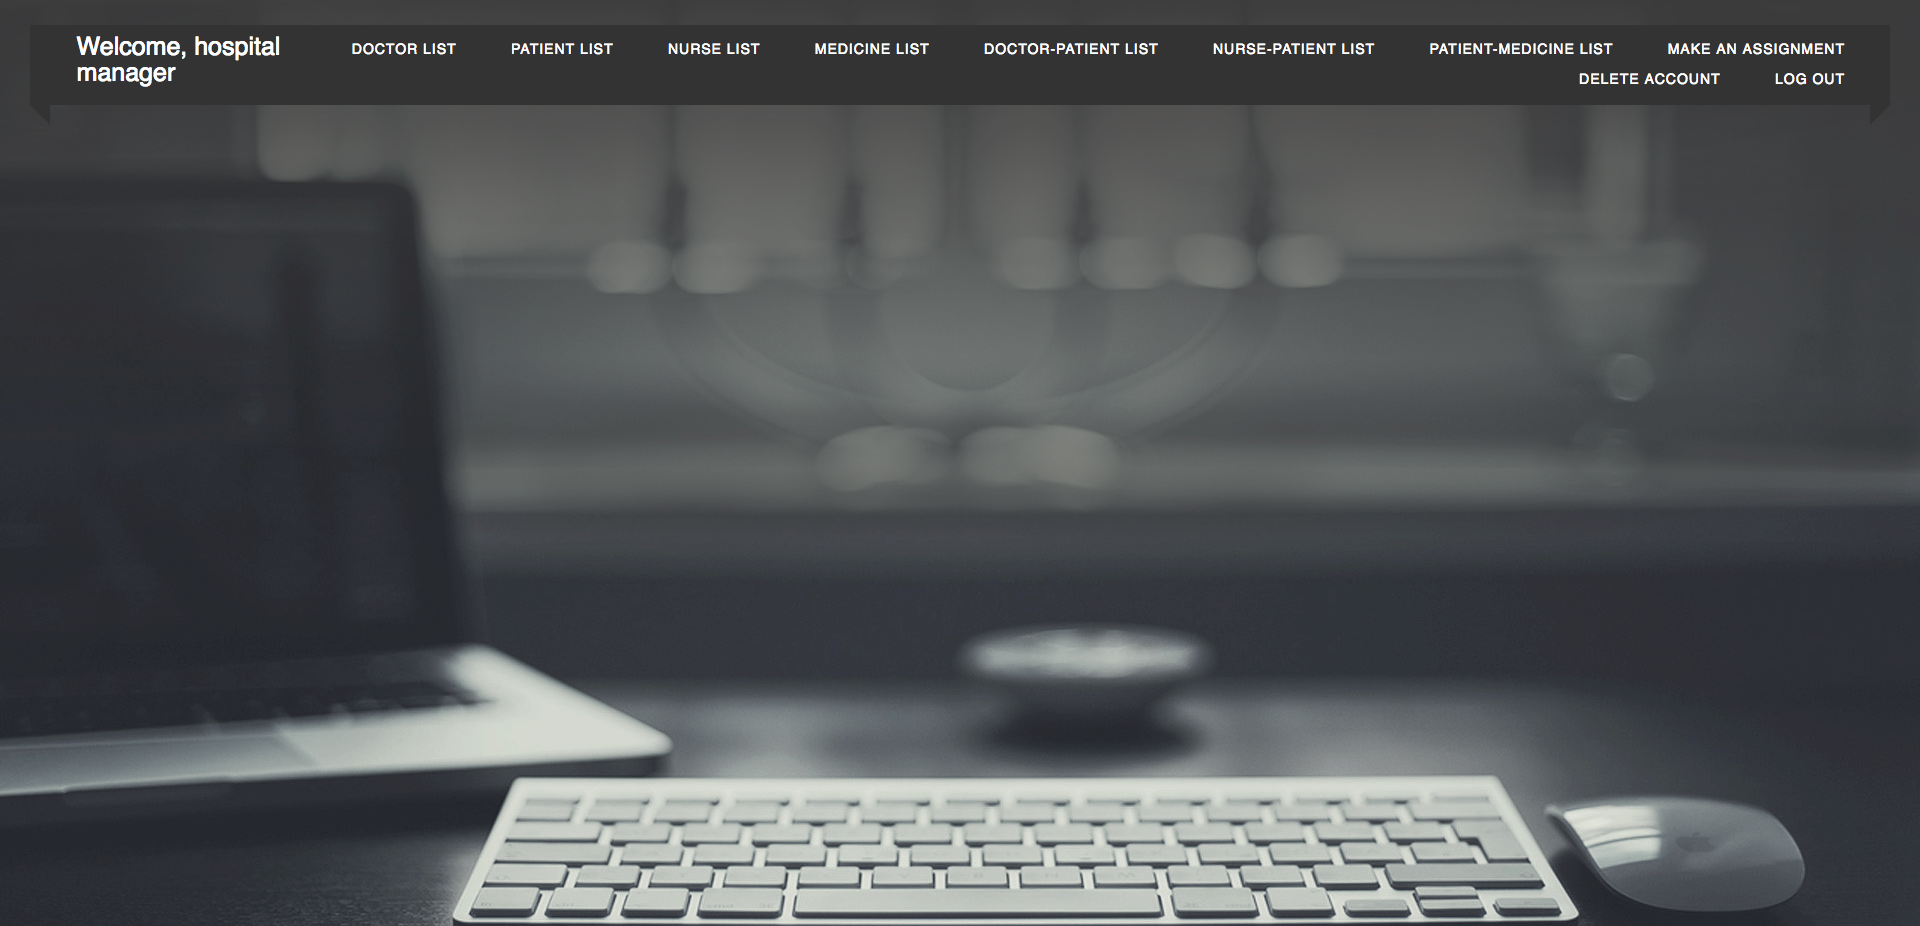 Welcome, hospital
manager
DOCTOR LIST PATIENT LIST NURSE LIST MEDICINE LIST DOCTOR-PATIENT LIST NURSE-PATIENT LIST PATIENT-MEDICINE LIST MAKE AN ASSIGNMENT
DELETE ACCOUNT LOG OUT